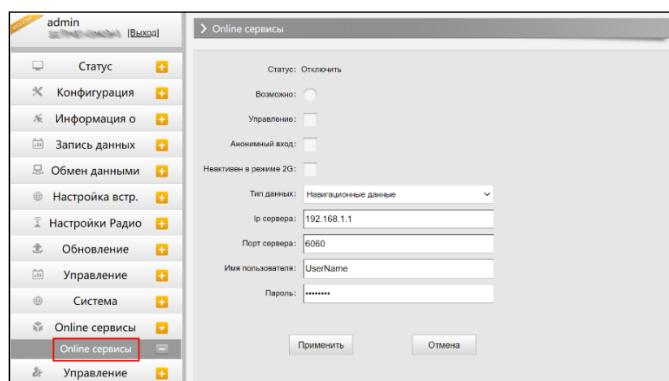 admin
[Выход]
Статус
Конфигурация
Информация о
Запись данных
Обмен данными
Настройка встр.
Настройки Радио
Обновление
Управление
Система
Online сервисы
Online сервисы
Управление
Online сервисы
Статус: Отключить
Возможно:
Управление:
Анонимный вход:
Неактивен в режиме 2G:
Тип данных: Навигационные данные
Ip сервера: 192.168.1.1
Порт сервера: 6060
Имя пользователя: UserName
Пароль: ••••••••
Применить Отмена